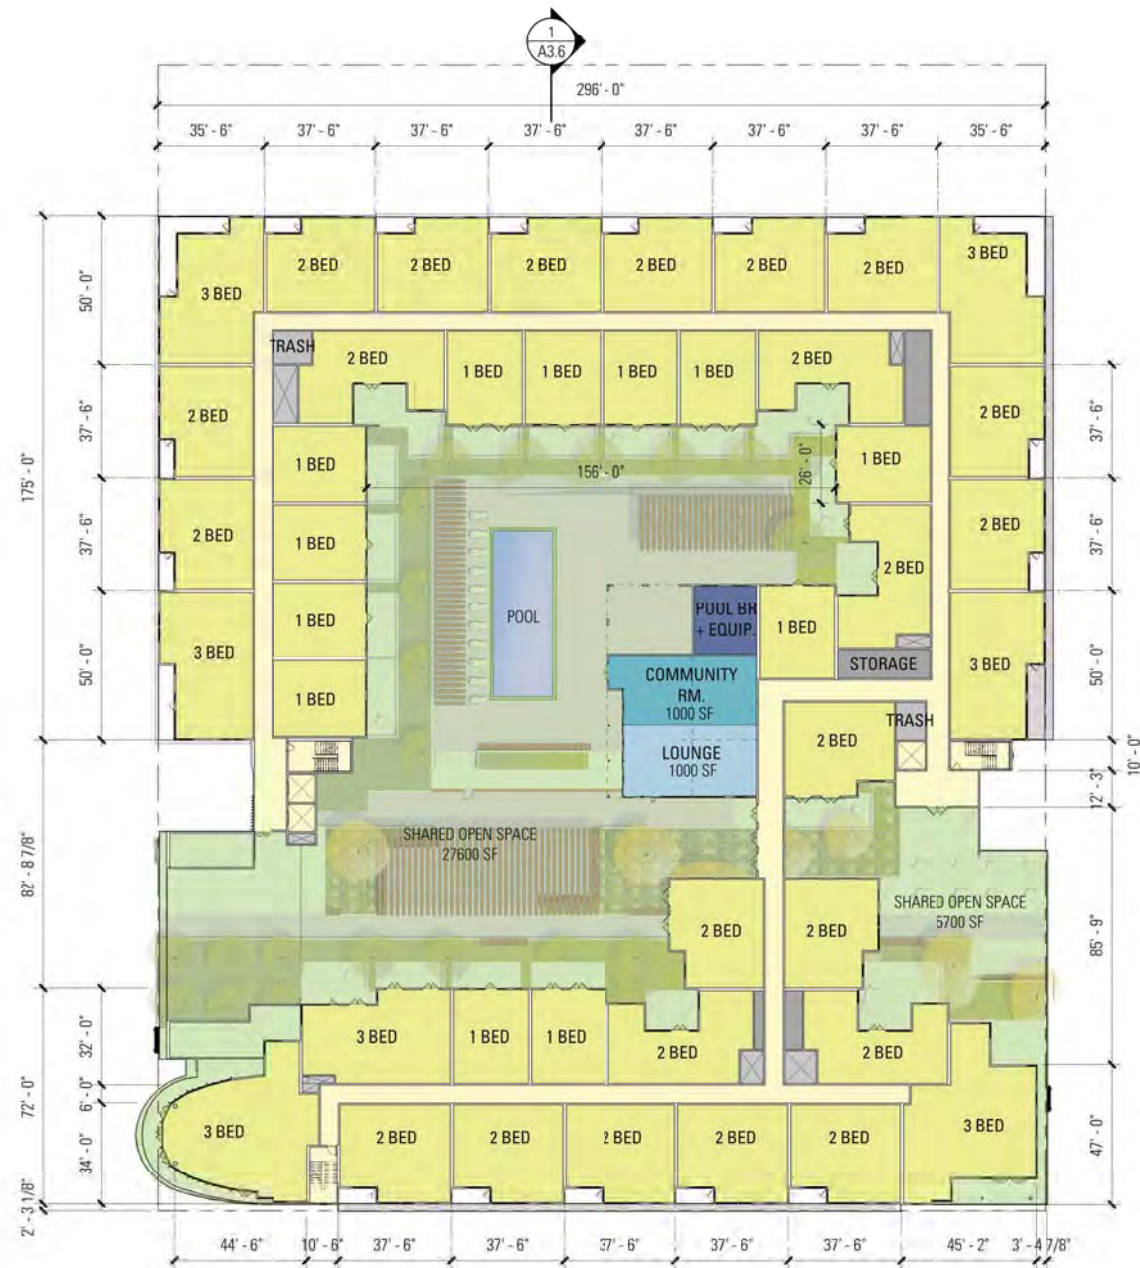 1
A3.6
296' - 0"
35' - 6"
37' - 6"
37' - 6"
37' - 6"
37' - 6"
37' - 6"
37' - 6"
35' - 6"
3 BED
2 BED
2 BED
2 BED
2 BED
2 BED
2 BED
3 BED
50' - 0"
TRASH
2 BED
1 BED
1 BED
1 BED
1 BED
2 BED
2 BED
2 BED
37' - 6"
37' - 6"
175' - 0"
1 BED
156' - 0"
26' - 0"
1 BED
2 BED
1 BED
2 BED
2 BED
37' - 6"
37' - 6"
POOL
POOL BR
+ EQUIP.
3 BED
1 BED
1 BED
3 BED
50' - 0"
50' - 0"
STORAGE
COMMUNITY
RM.
1000 SF
1 BED
TRASH
2 BED
LOUNGE
1000 SF
10' - 0"
12' - 3"
SHARED OPEN SPACE
27600 SF
82' - 8 7/8"
SHARED OPEN SPACE
5700 SF
2 BED
2 BED
85' - 9"
32' - 0"
3 BED
1 BED
1 BED
2 BED
2 BED
72' - 0"
6' - 0"
3 BED
2 BED
2 BED
2 BED
2 BED
2 BED
3 BED
34' - 0"
47' - 0"
2' - 3 1/8"
44' - 6"
10' - 6"
37' - 6"
37' - 6"
37' - 6"
37' - 6"
37' - 6"
45' - 2"
3' - 4 7/8"